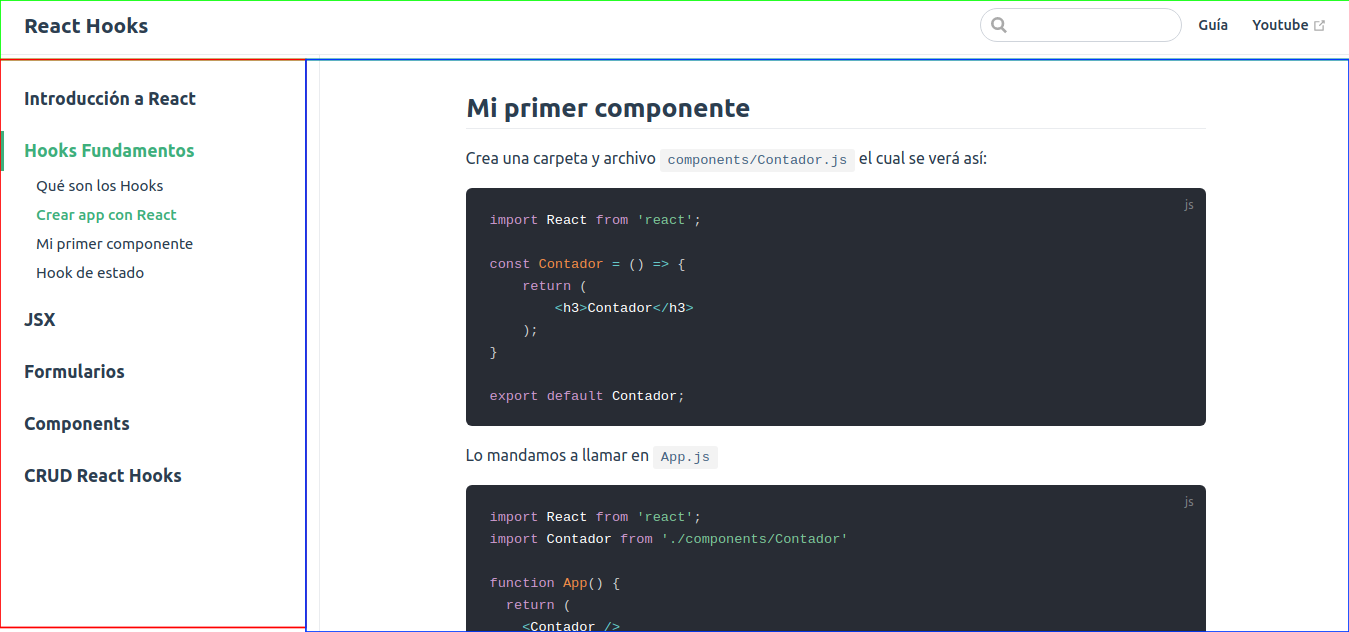 React Hooks
Guía
Youtube
Introducción a React
Hooks Fundamentos
Qué son los Hooks
Crear app con React
Mi primer componente
Hook de estado
JSX
Formularios
Components
CRUD React Hooks
Mi primer componente
Crea una carpeta y archivo components/Contador.js el cual se verá así:
js
import React from 'react';
const Contador = () => {
    return (
        <h3>Contador</h3>
    );
}
export default Contador;
Lo mandamos a llamar en App.js
js
import React from 'react';
import Contador from './components/Contador'
function App() {
  return (
    <Contador />